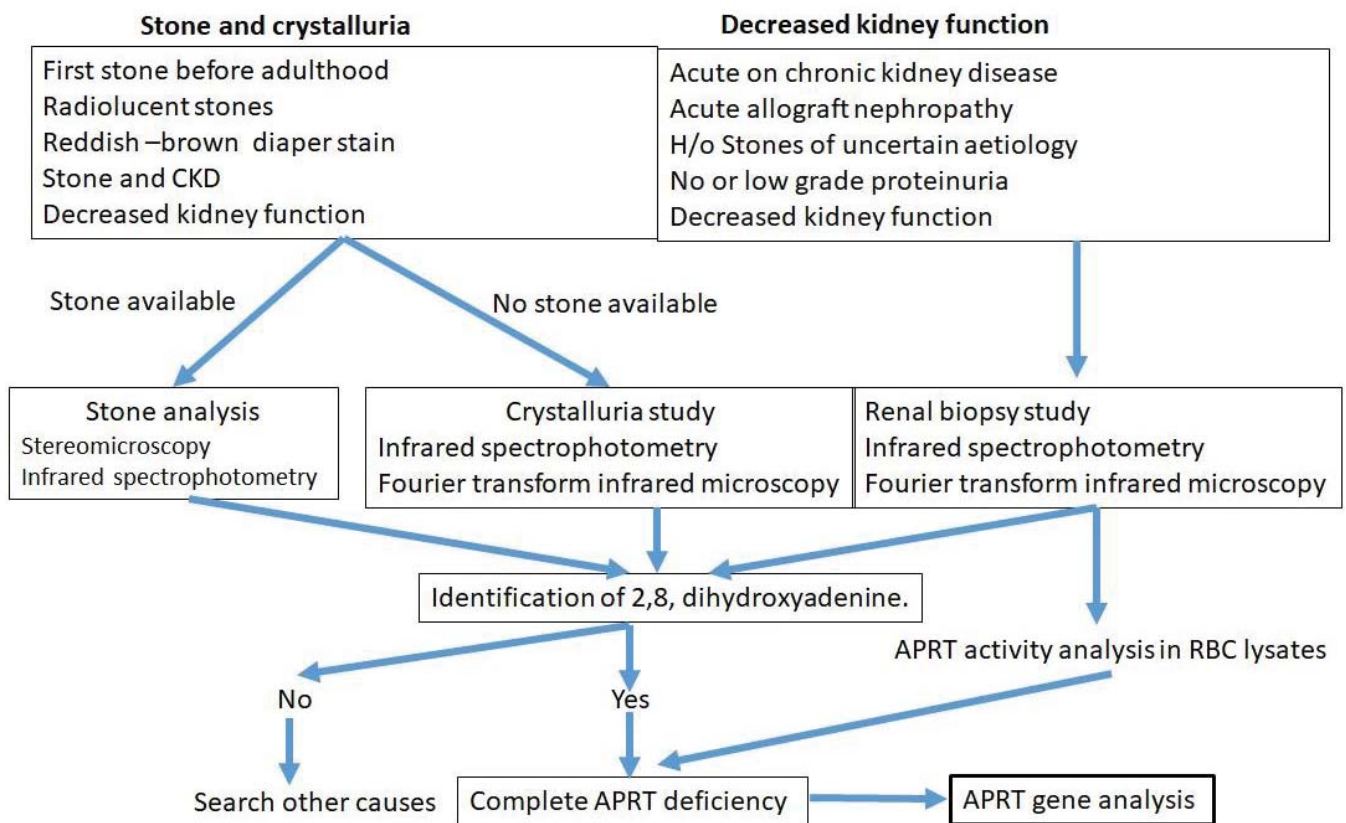 Stone and crystalluria
First stone before adulthood
Radiolucent stones
Reddish –brown diaper stain
Stone and CKD
Decreased kidney function
Decreased kidney function
Acute on chronic kidney disease
Acute allograft nephropathy
H/o Stones of uncertain aetiology
No or low grade proteinuria
Decreased kidney function
Stone available
No stone available
Stone analysis
Stereomicroscopy
Infrared spectrophotometry
Crystalluria study
Infrared spectrophotometry
Fourier transform infrared microscopy
Renal biopsy study
Infrared spectrophotometry
Fourier transform infrared microscopy
Identification of 2,8, dihydroxyadenine.
APRT activity analysis in RBC lysates
No
Yes
Search other causes
Complete APRT deficiency
APRT gene analysis